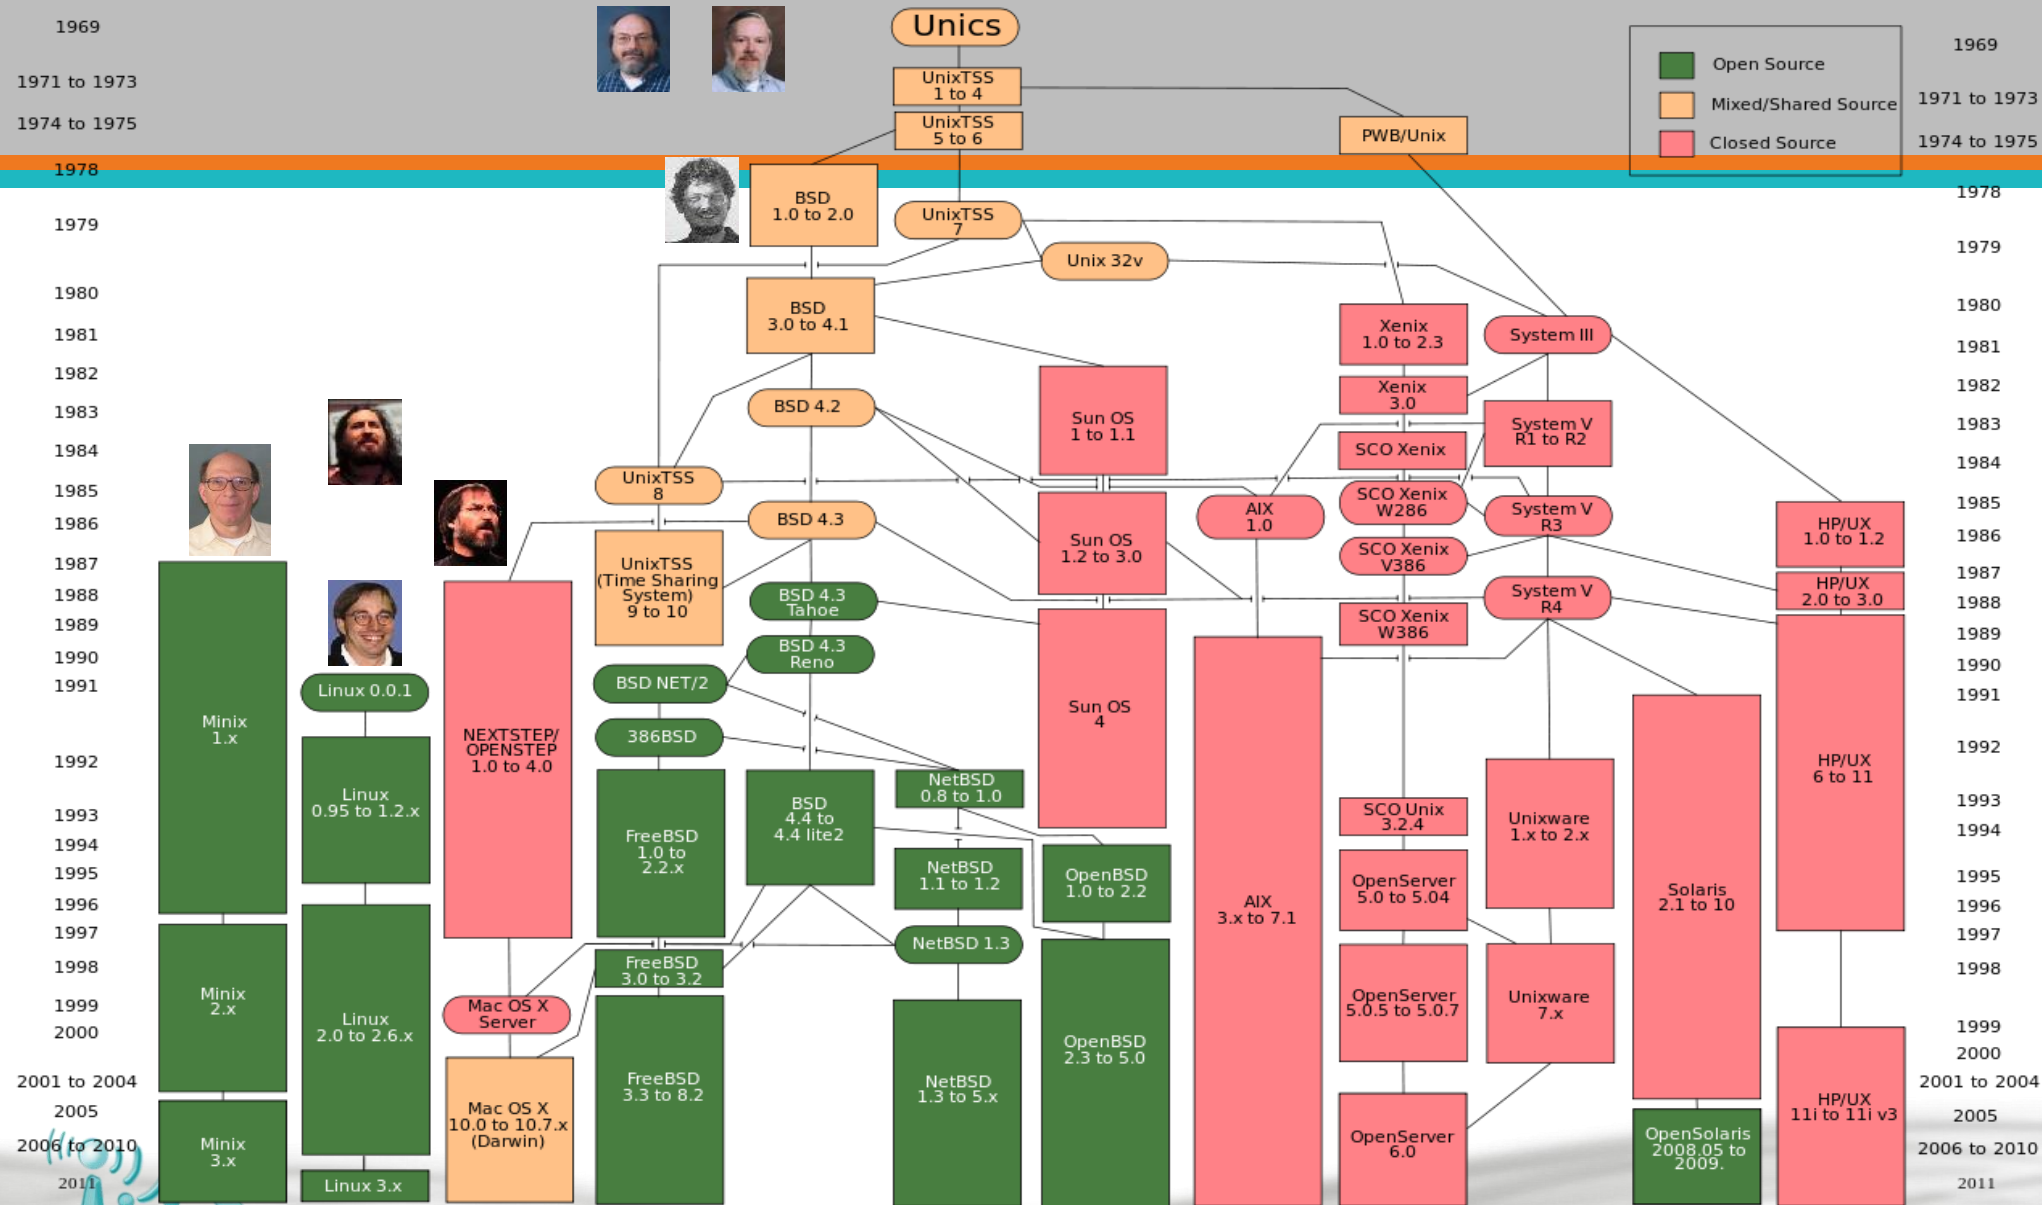 1969
1971 to 1973
1974 to 1975
1978
1979
1980
1981
1982
1983
1984
1985
1986
1987
1988
1989
1990
1991
1992
1993
1994
1995
1996
1997
1998
1999
2000
2001 to 2004
2005
2006 to 2010
2011
Unics
UnixTSS
1 to 4
UnixTSS
5 to 6
PWB/Unix
Open Source
Mixed/Shared Source
Closed Source
BSD
1.0 to 2.0
UnixTSS
7
Unix 32v
BSD
3.0 to 4.1
Xenix
1.0 to 2.3
System III
Xenix
3.0
BSD 4.2
Sun OS
1 to 1.1
System V
R1 to R2
SCO Xenix
UnixTSS
8
SCO Xenix
W286
AIX
1.0
System V
R3
BSD 4.3
Sun OS
1.2 to 3.0
HP/UX
1.0 to 1.2
SCO Xenix
V386
UnixTSS
(Time Sharing
System)
9 to 10
HP/UX
2.0 to 3.0
BSD 4.3
Tahoe
System V
R4
SCO Xenix
W386
BSD 4.3
Reno
BSD NET/2
Linux 0.0.1
Minix
1.x
Sun OS
4
386BSD
NEXTSTEP/
OPENSTEP
1.0 to 4.0
HP/UX
6 to 11
NetBSD
0.8 to 1.0
Linux
0.95 to 1.2.x
BSD
4.4 to
4.4 lite2
SCO Unix
3.2.4
Unixware
1.x to 2.x
FreeBSD
1.0 to
2.2.x
NetBSD
1.1 to 1.2
OpenBSD
1.0 to 2.2
OpenServer
5.0 to 5.04
Solaris
2.1 to 10
AIX
3.x to 7.1
NetBSD 1.3
FreeBSD
3.0 to 3.2
Minix
2.x
OpenServer
5.0.5 to 5.0.7
Unixware
7.x
Mac OS X
Server
Linux
2.0 to 2.6.x
OpenBSD
2.3 to 5.0
FreeBSD
3.3 to 8.2
NetBSD
1.3 to 5.x
HP/UX
11i to 11i v3
Mac OS X
10.0 to 10.7.x
(Darwin)
OpenServer
6.0
OpenSolaris
2008.05 to
2009.
Minix
3.x
Linux 3.x
1969
1971 to 1973
1974 to 1975
1978
1979
1980
1981
1982
1983
1984
1985
1986
1987
1988
1989
1990
1991
1992
1993
1994
1995
1996
1997
1998
1999
2000
2001 to 2004
2005
2006 to 2010
2011